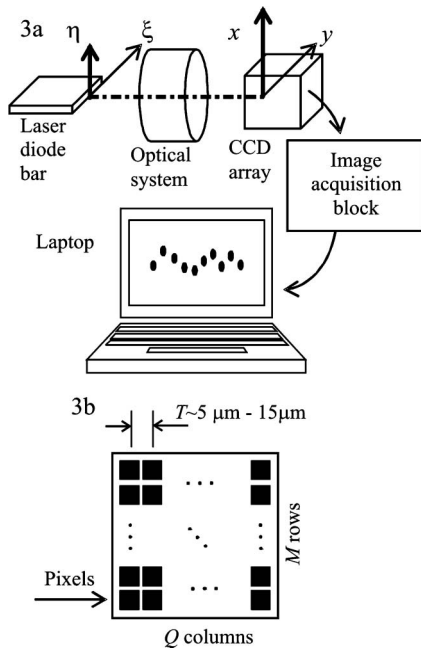 3a
η
ξ
x
y
Laser
diode
bar
Optical
system
CCD
array
Image
acquisition
block
Laptop
3b
T~5 μm - 15μm
M rows
Pixels
Q columns